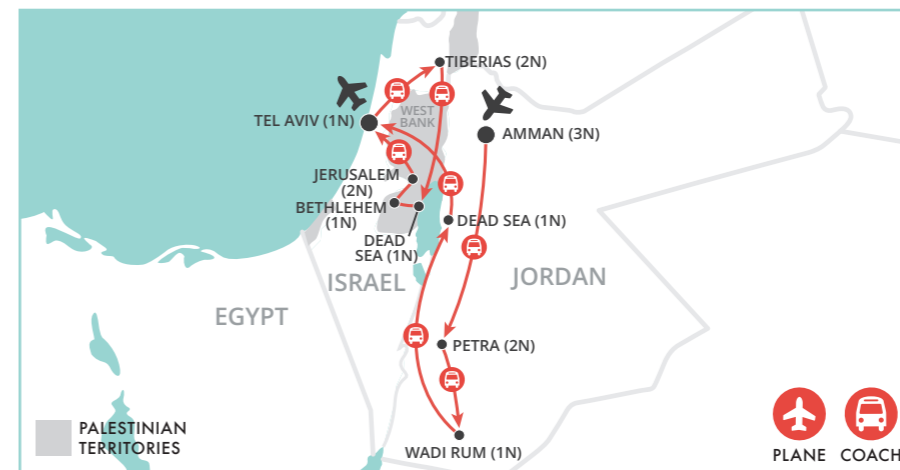 TIBERIAS (2N)
WEST
BANK
TEL AVIV (1N)
AMMAN (3N)
JERUSALEM
(2N)
BETHLEHEM
(1N)
DEAD SEA (1N)
DEAD
SEA (1N)
ISRAEL
JORDAN
EGYPT
PETRA (2N)
PALESTINIAN
TERRITORIES
WADI RUM (1N)
PLANE
COACH